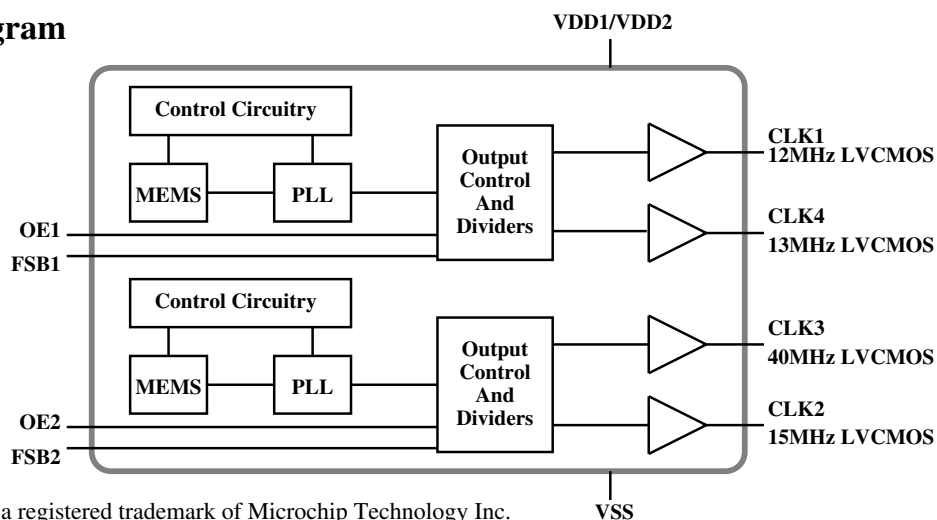 gram
VDD1/VDD2
Control Circuitry
MEMS
PLL
Output
Control
And
Dividers
CLK1
12MHz LVCMOS
CLK4
13MHz LVCMOS
OE1
FSB1
Control Circuitry
MEMS
PLL
Output
Control
And
Dividers
CLK3
40MHz LVCMOS
CLK2
15MHz LVCMOS
OE2
FSB2
a registered trademark of Microchip Technology Inc.
VSS